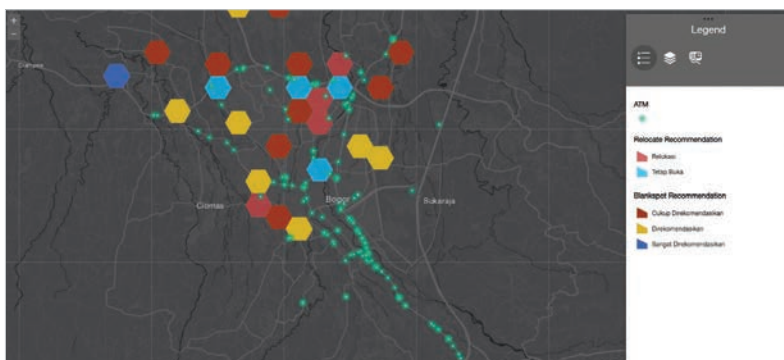 Legend
ATM
Relocate Recommendation
Relokasi
Tetap Buka
Blankspot Recommendation
Cukup Direkomendasikan
Direkomendasikan
Sangat Direkomendasikan
Ciomas
Bogor
Sukaraja